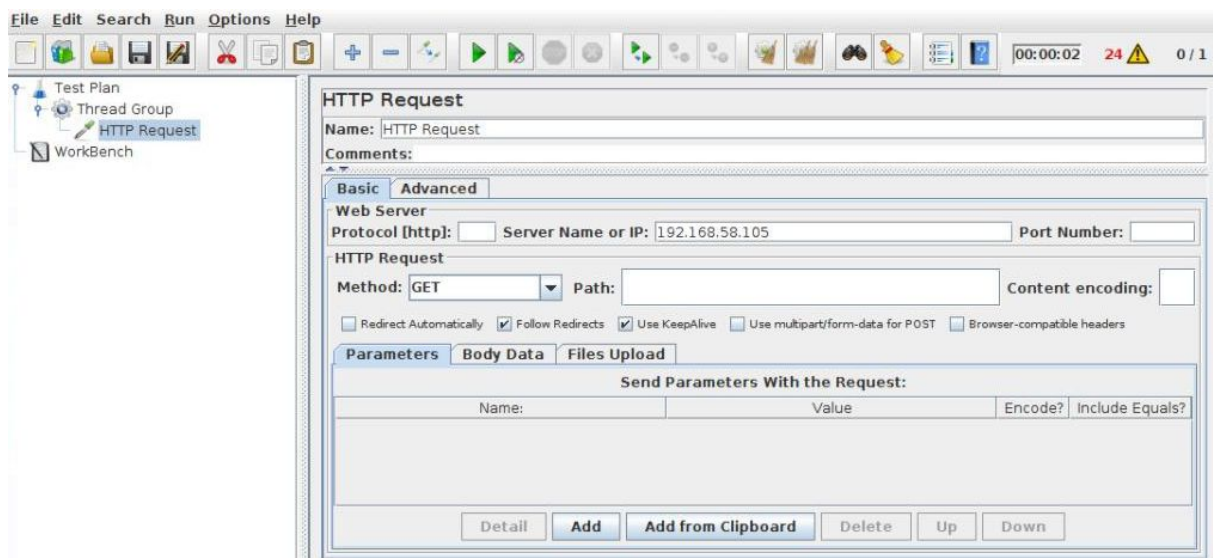 File Edit Search Run Options Help
00:00:02 24 0 / 1
Test Plan
Thread Group
HTTP Request
WorkBench
HTTP Request
Name: HTTP Request
Comments:
Basic Advanced
Web Server
Protocol [http]: Server Name or IP: 192.168.58.105 Port Number:
HTTP Request
Method: GET Path: Content encoding:
Redirect Automatically Follow Redirects Use KeepAlive Use multipart/form-data for POST Browser-compatible headers
Parameters Body Data Files Upload
Send Parameters With the Request:
Name: Value Encode? Include Equals?
Detail Add Add from Clipboard Delete Up Down